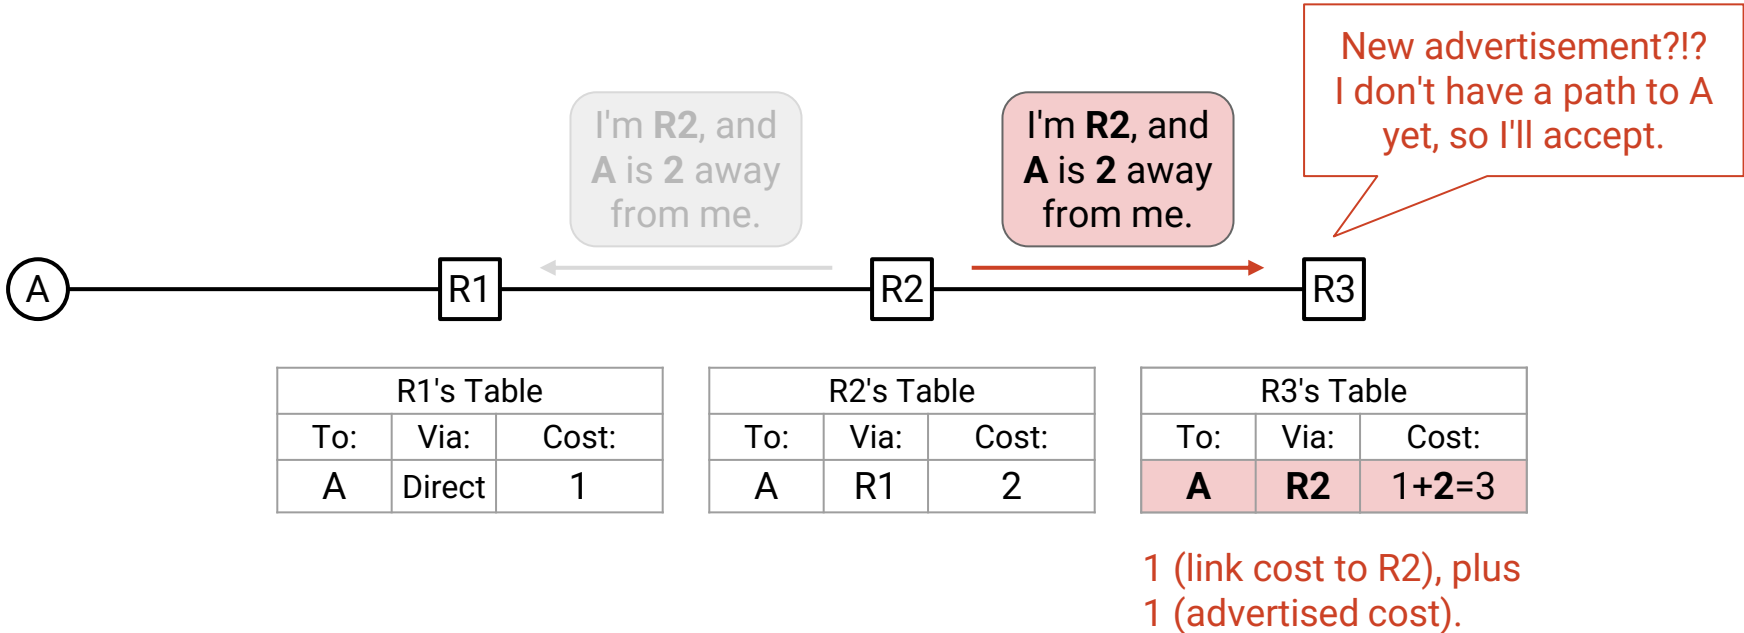 New advertisement?!?
I don't have a path to A
yet, so I'll accept.
I'm R2, and
A is 2 away
from me.
I'm R2, and
A is 2 away
from me.
A
R1
R2
R3
R1's Table
To: Via: Cost:
A Direct 1
R2's Table
To: Via: Cost:
A R1 2
R3's Table
To: Via: Cost:
A R2 1+2=3
1 (link cost to R2), plus
1 (advertised cost).